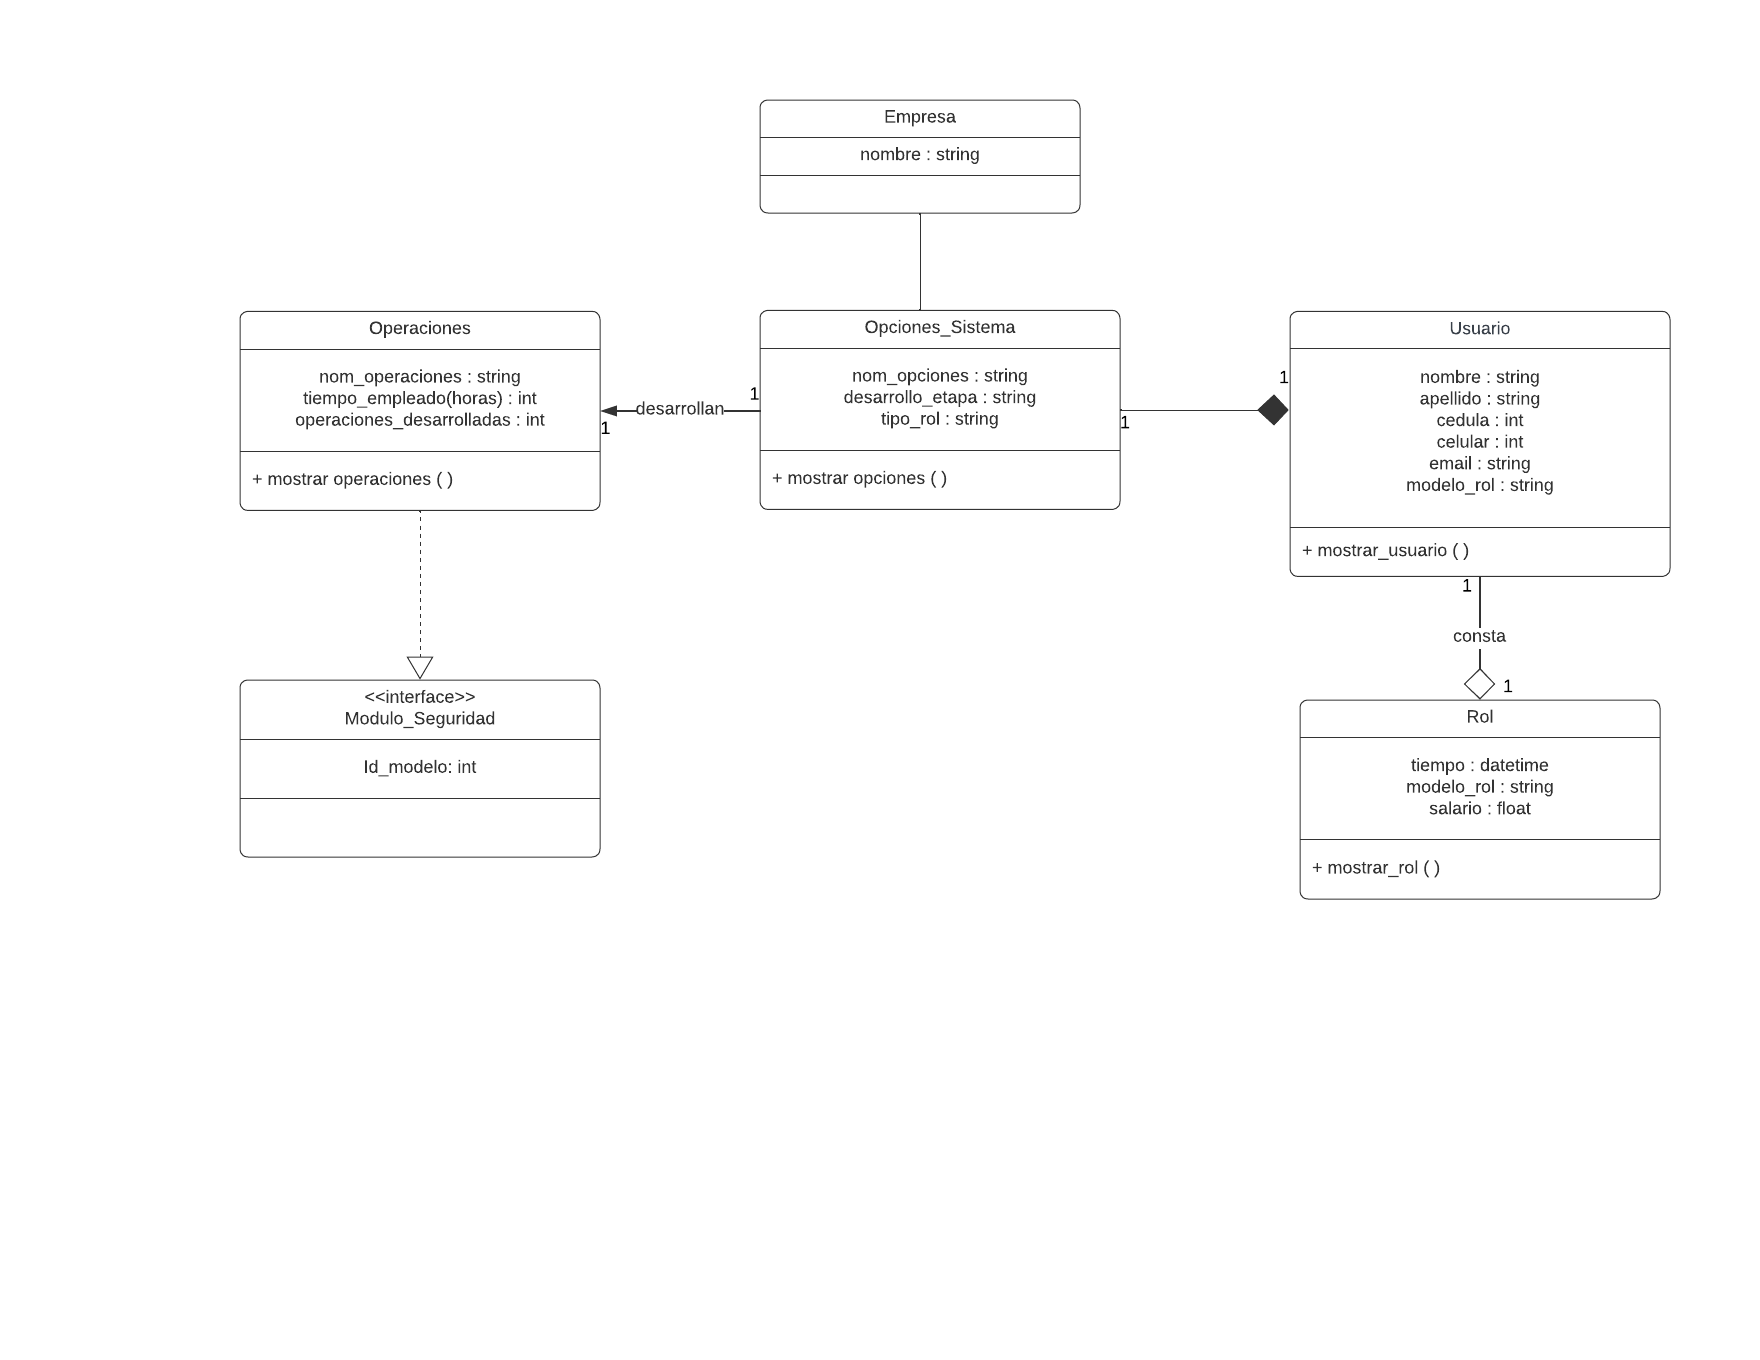 Empresa
nombre : string
Operaciones
nom_operaciones : string
tiempo_empleado(horas) : int
operaciones_desarrolladas : int
+ mostrar operaciones ( )
1
desarrollan
1
Opciones_Sistema
nom_opciones : string
desarrollo_etapa : string
tipo_rol : string
+ mostrar opciones ( )
1
1
Usuario
nombre : string
apellido : string
cedula : int
celular : int
email : string
modelo_rol : string
+ mostrar_usuario ( )
1
consta
1
<<interface>>
Modulo_Seguridad
Id_modelo: int
Rol
tiempo : datetime
modelo_rol : string
salario : float
+ mostrar_rol ( )